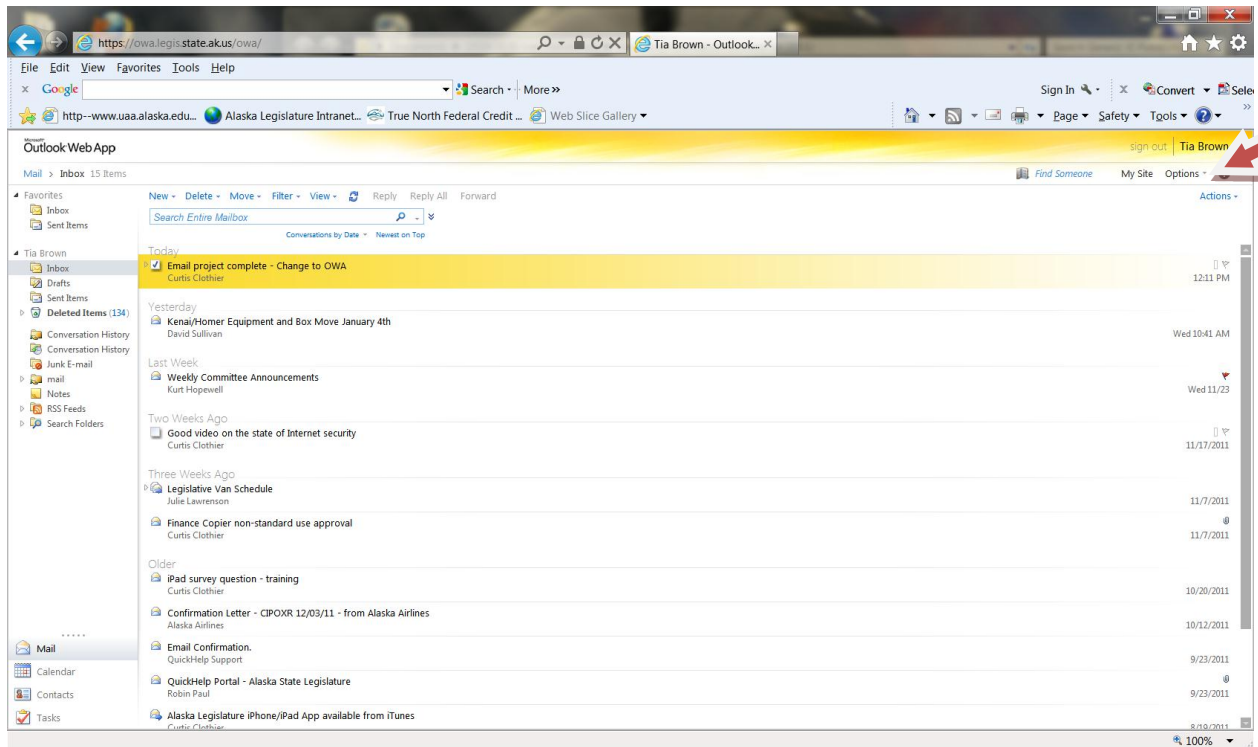 https://owa.legis.state.ak.us/owa/
Tia Brown - Outlook...
File Edit View Favorites Tools Help
x Google Search More »
Sign In x Convert Sele
http--www.uaa.alaska.edu... Alaska Legislature Intranet... True North Federal Credit ... Web Slice Gallery
Page Safety Tools »
Microsoft
Outlook Web App
sign out Tia Brown
Mail > Inbox 15 Items
Find Someone My Site Options
Favorites
Inbox
Sent Items
Tia Brown
Inbox
Drafts
Sent Items
Deleted Items (134)
Conversation History
Conversation History
Junk E-mail
mail
Notes
RSS Feeds
Search Folders
Mail
Calendar
Contacts
Tasks
New Delete Move Filter View Reply Reply All Forward
Actions
Search Entire Mailbox
Conversations by Date Newest on Top
Today
Email project complete - Change to OWA
Curtis Clothier 12:11 PM
Yesterday
Kenai/Homer Equipment and Box Move January 4th
David Sullivan Wed 10:41 AM
Last Week
Weekly Committee Announcements
Kurt Hopewell Wed 11/23
Two Weeks Ago
Good video on the state of Internet security
Curtis Clothier 11/17/2011
Three Weeks Ago
Legislative Van Schedule
Julie Lawrenson 11/7/2011
Finance Copier non-standard use approval
Curtis Clothier 11/7/2011
Older
iPad survey question - training
Curtis Clothier 10/20/2011
Confirmation Letter - CIPOXR 12/03/11 - from Alaska Airlines
Alaska Airlines 10/12/2011
Email Confirmation.
QuickHelp Support 9/23/2011
QuickHelp Portal - Alaska State Legislature
Robin Paul 9/23/2011
Alaska Legislature iPhone/iPad App available from iTunes
Curtis Clothier 8/19/2011
100%